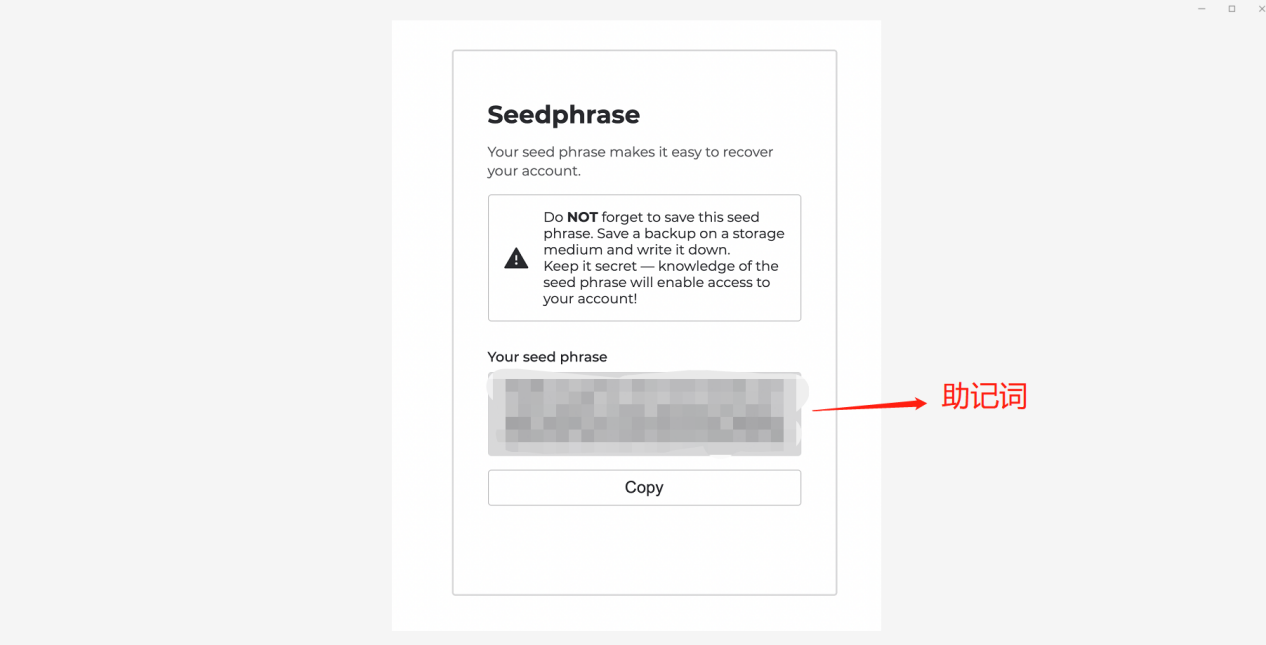 Seedphrase
Your seed phrase makes it easy to recover
your account.
Do NOT forget to save this seed
phrase. Save a backup on a storage
medium and write it down.
Keep it secret — knowledge of the
seed phrase will enable access to
your account!
Your seed phrase
助记词
Copy